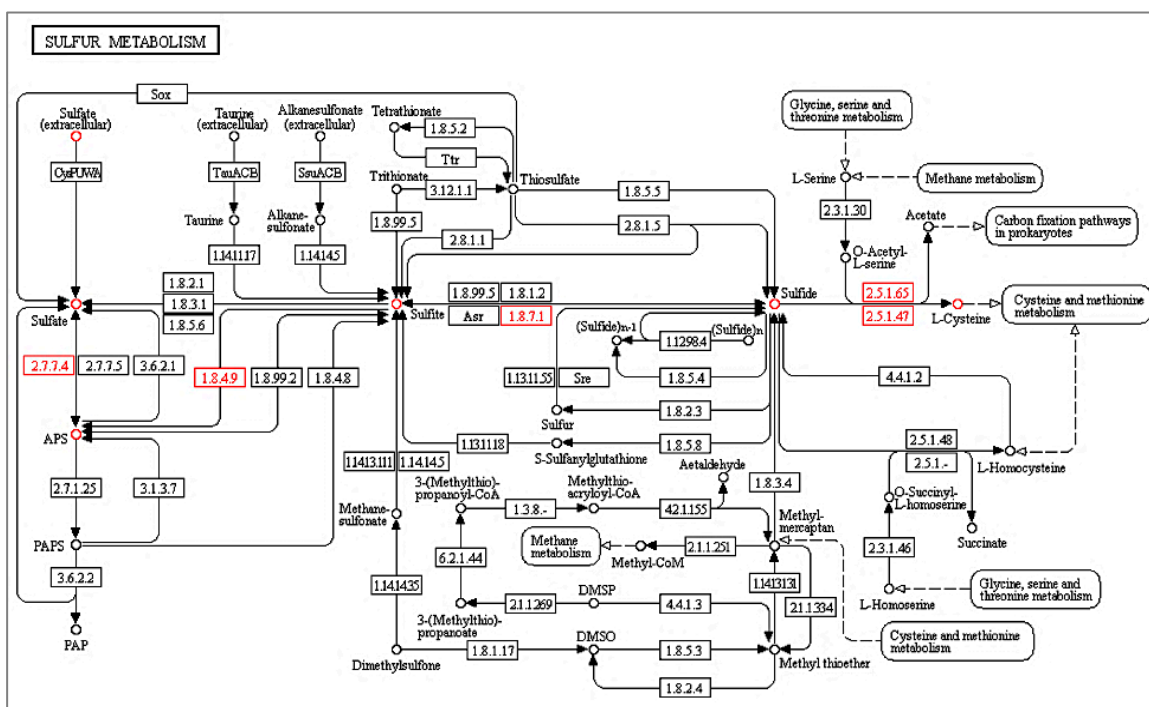 SULFUR METABOLISM
Sox
Sulfate
(extracellular)
Taurine
(extracellular)
Alkanesulfonate
(extracellular)
Tetrathionate
1.8.5.2
Ttr
Glycine, serine and
threonine metabolism
CysPUWA
TauACB
SsuACB
Trithionate
3.12.1.1
Thiosulfate
1.8.5.5
L-Serine
Methane metabolism
Taurine
Alkane-
sulfonate
1.8.99.5
2.8.1.1
2.8.1.5
2.3.1.30
Acetate
Carbon fixation pathways
in prokaryotes
1.14.11.17
1.14.14.5
O-Acetyl-
L-serine
1.8.2.1
1.8.3.1
1.8.5.6
Sulfate
1.8.99.5
1.8.1.2
Sulfite
Asr
1.8.7.1
Sulfide
2.5.1.65
2.5.1.47
L-Cysteine
Cysteine and methionine
metabolism
(Sulfide)n-1
(Sulfide)n
1.12.98.4
2.7.7.4
2.7.7.5
3.6.2.1
1.8.4.9
1.8.99.2
1.8.4.8
1.13.11.55
Sre
1.8.5.4
4.4.1.2
1.8.2.3
Sulfur
APS
1.13.11.18
1.8.5.8
S-Sulfanylglutathione
2.5.1.48
2.5.1.-
L-Homocysteine
1.14.13.111
1.14.14.5
2.7.1.25
3.1.3.7
3-(Methylthio)-
propanoyl-CoA
Methylthio-
acryloyl-CoA
Aetaldehyde
1.8.3.4
O-Succinyl-
L-homoserine
Methane-
sulfonate
1.3.8.-
4.2.1.155
Methyl-
mercaptan
Succinate
PAPS
6.2.1.44
Methane
metabolism
Methyl-CoM
2.1.1.251
2.3.1.46
3.6.2.2
1.14.14.35
1.14.13.131
2.1.1.334
DMSP
2.1.1.269
4.4.1.3
L-Homoserine
Glycine, serine and
threonine metabolism
3-(Methylthio)-
propanoate
PAP
DMSO
Cysteine and methionine
metabolism
1.8.1.17
1.8.5.3
Dimethylsulfone
Methyl thioether
1.8.2.4